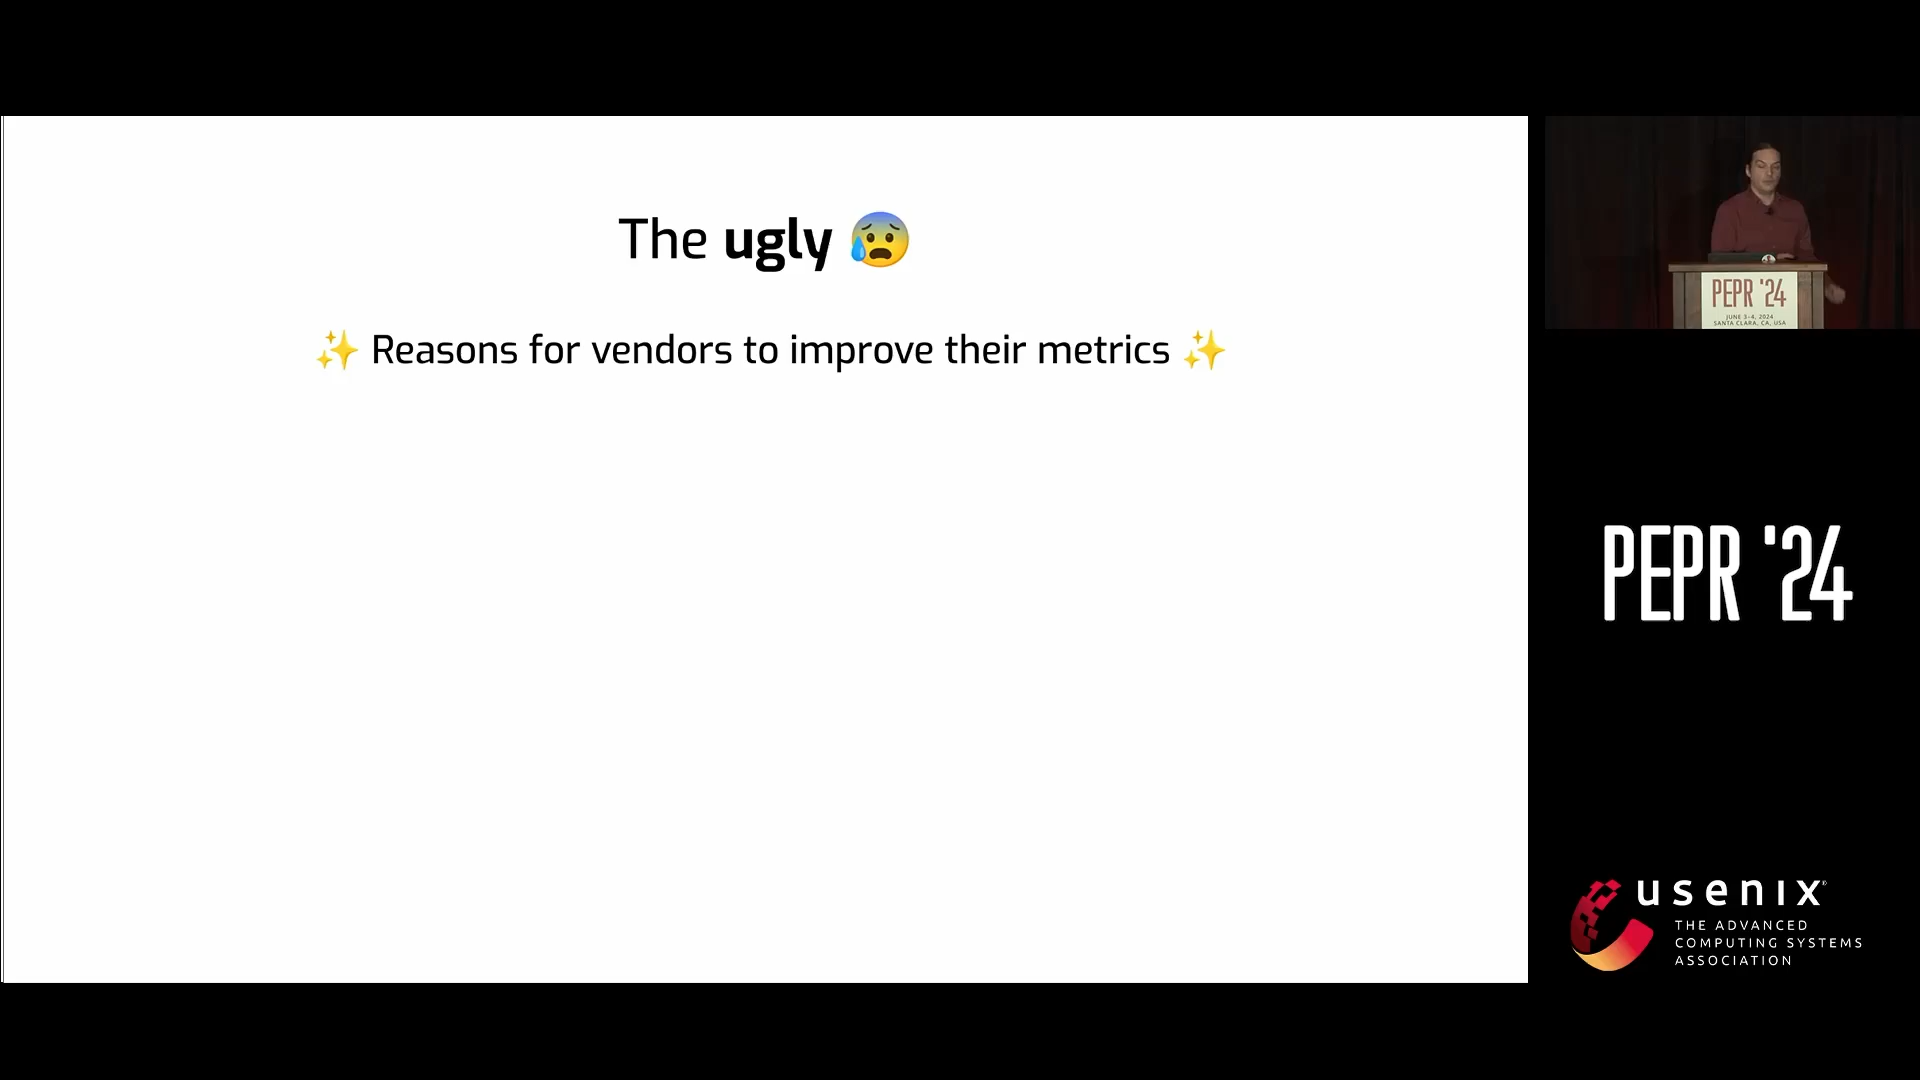 The ugly 😰
✨ Reasons for vendors to improve their metrics ✨
PEPR '24
JUNE 3–4, 2024
SANTA CLARA, CA, USA
PEPR '24
usenix®
THE ADVANCED
COMPUTING SYSTEMS
ASSOCIATION